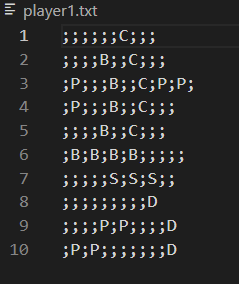 player1.txt
1 ;;;;;;C;;;
2 ;;;;B;;C;;;
3 ;P;;;B;;C;P;P;
4 ;P;;;B;;C;;;
5 ;;;;B;;C;;;
6 ;B;B;B;B;;;;;
7 ;;;;;S;S;S;;
8 ;;;;;;;;;D
9 ;;;;P;P;;;;D
10 ;P;P;;;;;;;D